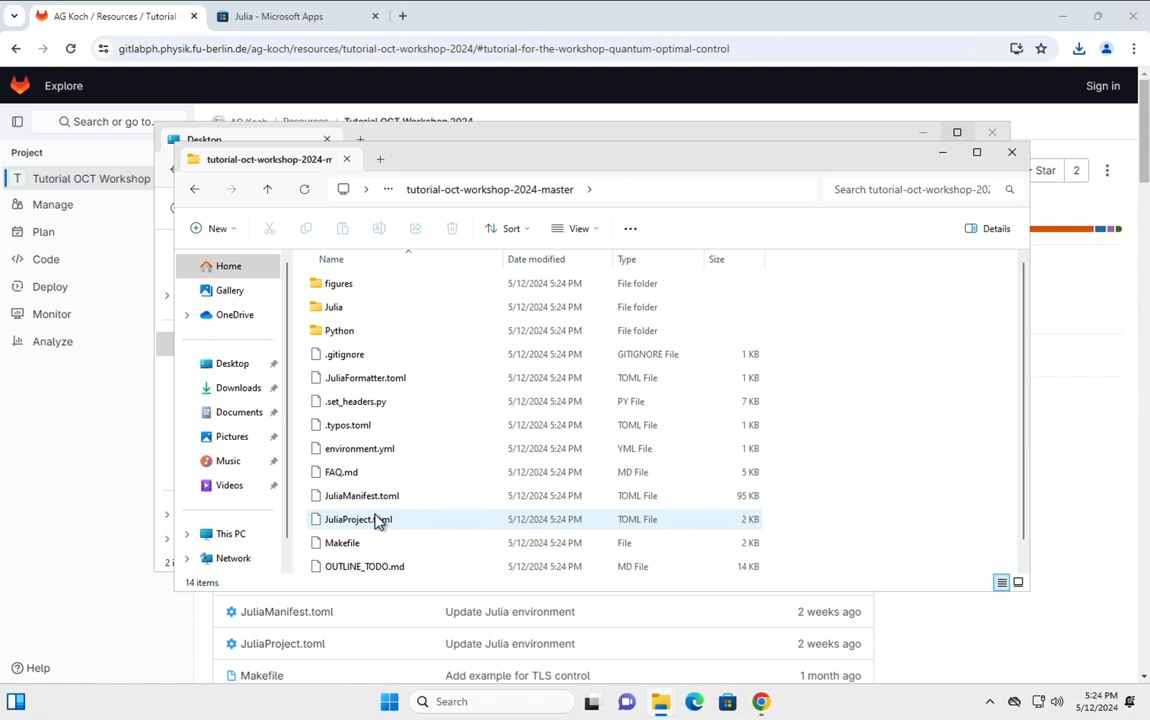 AG Koch / Resources / Tutorial
Julia - Microsoft Apps
gitlabph.physik.fu-berlin.de/ag-koch/resources/tutorial-oct-workshop-2024/#tutorial-for-the-workshop-quantum-optimal-control
Explore
Sign in
Search or go to…
AG Koch / Resources / Tutorial OCT Workshop 2024
Project
T Tutorial OCT Workshop
Manage
Plan
Code
Deploy
Monitor
Analyze
Help
Star 2
Desktop
tutorial-oct-workshop-2024-m
tutorial-oct-workshop-2024-master
Search tutorial-oct-workshop-202
New
Sort
View
Details
Home
Gallery
OneDrive
Desktop
Downloads
Documents
Pictures
Music
Videos
This PC
Network
Name Date modified Type Size
figures 5/12/2024 5:24 PM File folder
Julia 5/12/2024 5:24 PM File folder
Python 5/12/2024 5:24 PM File folder
.gitignore 5/12/2024 5:24 PM GITIGNORE File 1 KB
.JuliaFormatter.toml 5/12/2024 5:24 PM TOML File 1 KB
.set_headers.py 5/12/2024 5:24 PM PY File 7 KB
.typos.toml 5/12/2024 5:24 PM TOML File 1 KB
environment.yml 5/12/2024 5:24 PM YML File 1 KB
FAQ.md 5/12/2024 5:24 PM MD File 5 KB
JuliaManifest.toml 5/12/2024 5:24 PM TOML File 95 KB
JuliaProject.toml 5/12/2024 5:24 PM TOML File 2 KB
Makefile 5/12/2024 5:24 PM File 2 KB
OUTLINE_TODO.md 5/12/2024 5:24 PM MD File 14 KB
14 items
2 i
JuliaManifest.toml Update Julia environment 2 weeks ago
JuliaProject.toml Update Julia environment 2 weeks ago
Makefile Add example for TLS control 1 month ago
Search
5:24 PM
5/12/2024